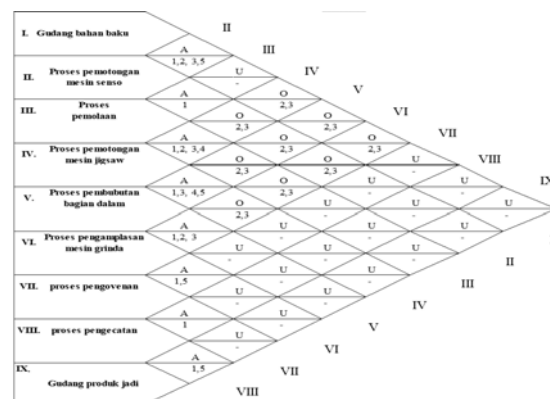 I. Gudang bahan baku
II
A
III
1,2, 3,5
II. Proses pemotongan
mesin senso
U
IV
-
A O
V
III. Proses
pemolaan
1 2,3
VI
O O
2,3 2,3
VII
A O O
IV. Proses pemotongan
mesin jigsaw
1,2, 3,4 2,3 2,3
O O U
VIII
2,3 2,3 -
A O U U
IX
V. Proses pembubutan
bagian dalam
1,3, 4,5 2,3 - -
O U U U
2,3 - - -
A U U U
VI. Proses pengamplasan
mesin grinda
1,2, 3 - - -
U U U
II
- - -
A U U
III
VII. proses pengovenan
1,5 - -
U U
IV
- -
A U
V
VIII. proses pengecatan
1 -
U
VI
-
A
VII
IX.
Gudang produk jadi
1,5
VIII